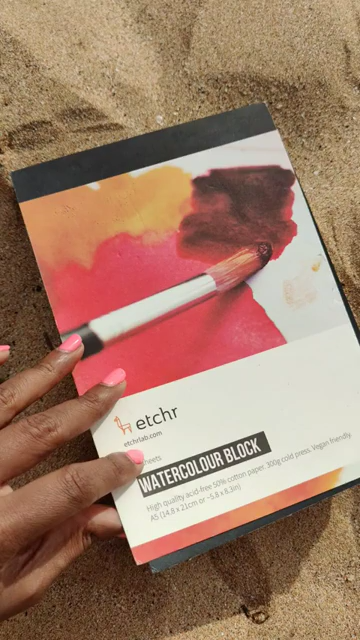 etchr
etchrlab.com
sheets
WATERCOLOUR BLOCK
High quality acid-free 50% cotton paper. 300g cold press. Vegan friendly
A5 (14.8 x 21cm or ~5.8 x 8.3in)